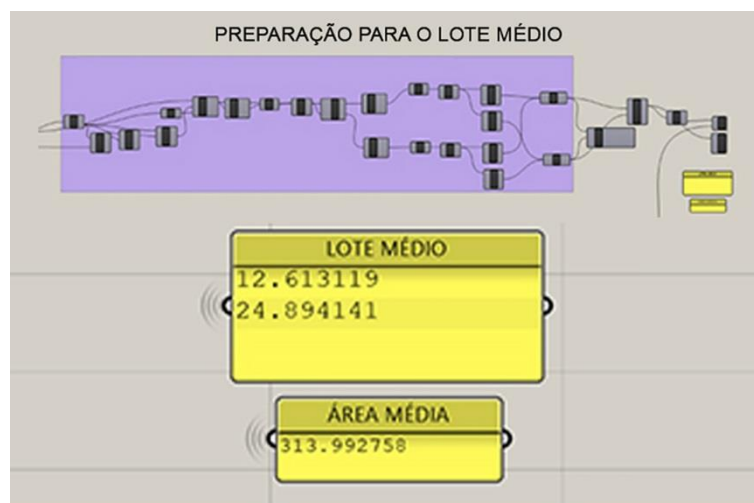 PREPARAÇÃO PARA O LOTE MÉDIO
LOTE MÉDIO
12.613119
24.894141
ÁREA MÉDIA
313.992758